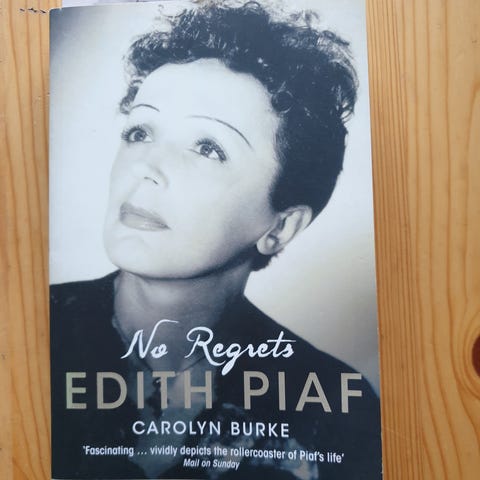 No Regrets
EDITH PIAF
CAROLYN BURKE
'Fascinating ... vividly depicts the rollercoaster of Piaf's life'
Mail on Sunday